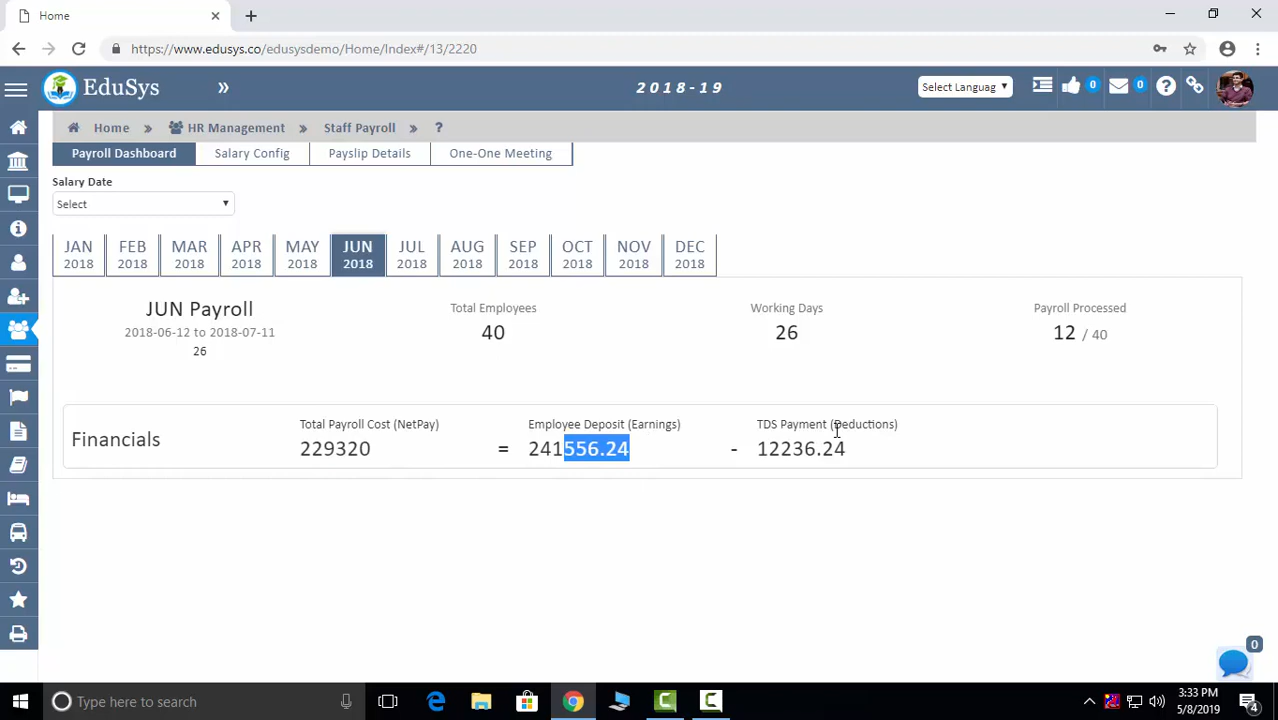 Home
https://www.edusys.co/edusysdemo/Home/Index#/13/2220
EduSys » 2018-19 Select Languag 0 0
Home » HR Management » Staff Payroll » ?
Payroll Dashboard Salary Config Payslip Details One-One Meeting
Salary Date
Select
JAN FEB MAR APR MAY JUN JUL AUG SEP OCT NOV DEC
2018 2018 2018 2018 2018 2018 2018 2018 2018 2018 2018 2018
JUN Payroll Total Employees Working Days Payroll Processed
2018-06-12 to 2018-07-11 40 26 12 / 40
26
Total Payroll Cost (NetPay) Employee Deposit (Earnings) TDS Payment (Deductions)
Financials 229320 = 241556.24 - 12236.24
0
Type here to search
3:33 PM
5/8/2019
4